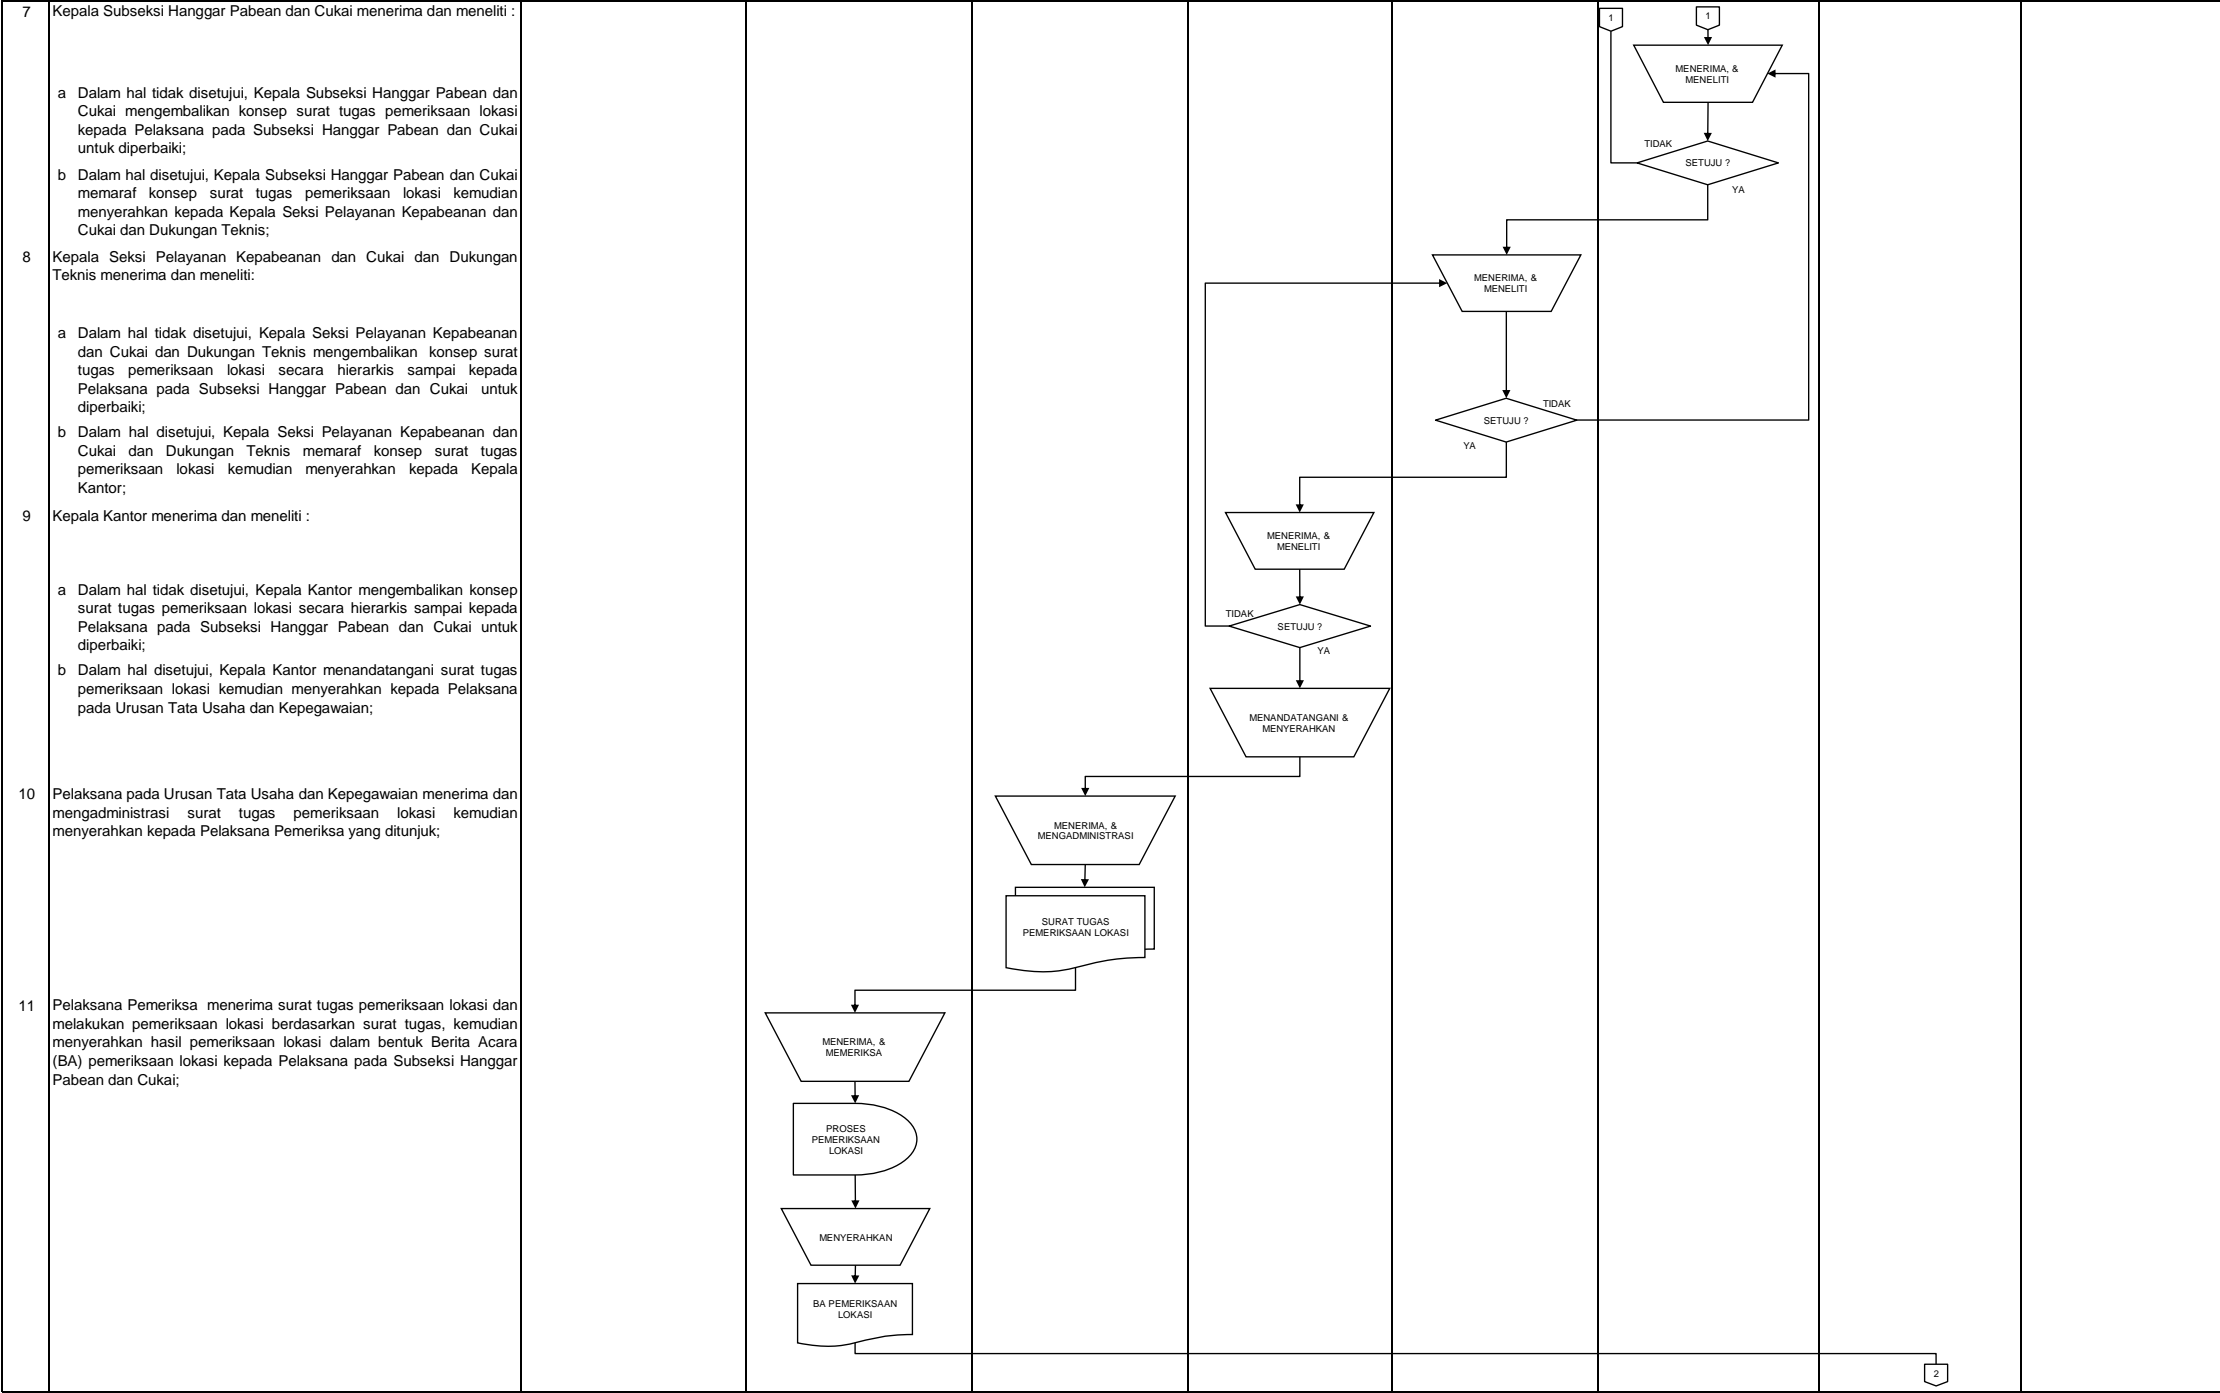 7 Kepala Subseksi Hanggar Pabean dan Cukai menerima dan meneliti :
a Dalam hal tidak disetujui, Kepala Subseksi Hanggar Pabean dan
Cukai mengembalikan konsep surat tugas pemeriksaan lokasi
kepada Pelaksana pada Subseksi Hanggar Pabean dan Cukai
untuk diperbaiki;
b Dalam hal disetujui, Kepala Subseksi Hanggar Pabean dan Cukai
memaraf konsep surat tugas pemeriksaan lokasi kemudian
menyerahkan kepada Kepala Seksi Pelayanan Kepabeanan dan
Cukai dan Dukungan Teknis;
8 Kepala Seksi Pelayanan Kepabeanan dan Cukai dan Dukungan
Teknis menerima dan meneliti:
a Dalam hal tidak disetujui, Kepala Seksi Pelayanan Kepabeanan
dan Cukai dan Dukungan Teknis mengembalikan konsep surat
tugas pemeriksaan lokasi secara hierarkis sampai kepada
Pelaksana pada Subseksi Hanggar Pabean dan Cukai untuk
diperbaiki;
b Dalam hal disetujui, Kepala Seksi Pelayanan Kepabeanan dan
Cukai dan Dukungan Teknis memaraf konsep surat tugas
pemeriksaan lokasi kemudian menyerahkan kepada Kepala
Kantor;
9 Kepala Kantor menerima dan meneliti :
a Dalam hal tidak disetujui, Kepala Kantor mengembalikan konsep
surat tugas pemeriksaan lokasi secara hierarkis sampai kepada
Pelaksana pada Subseksi Hanggar Pabean dan Cukai untuk
diperbaiki;
b Dalam hal disetujui, Kepala Kantor menandatangani surat tugas
pemeriksaan lokasi kemudian menyerahkan kepada Pelaksana
pada Urusan Tata Usaha dan Kepegawaian;
10 Pelaksana pada Urusan Tata Usaha dan Kepegawaian menerima dan
mengadministrasi surat tugas pemeriksaan lokasi kemudian
menyerahkan kepada Pelaksana Pemeriksa yang ditunjuk;
11 Pelaksana Pemeriksa menerima surat tugas pemeriksaan lokasi dan
melakukan pemeriksaan lokasi berdasarkan surat tugas, kemudian
menyerahkan hasil pemeriksaan lokasi dalam bentuk Berita Acara
(BA) pemeriksaan lokasi kepada Pelaksana pada Subseksi Hanggar
Pabean dan Cukai;
1
1
MENERIMA, &
MENELITI
TIDAK
SETUJU ?
YA
MENERIMA, &
MENELITI
TIDAK
SETUJU ?
YA
MENERIMA, &
MENELITI
TIDAK
SETUJU ?
YA
MENANDATANGANI &
MENYERAHKAN
MENERIMA, &
MENGADMINISTRASI
SURAT TUGAS
PEMERIKSAAN LOKASI
MENERIMA, &
MEMERIKSA
PROSES
PEMERIKSAAN
LOKASI
MENYERAHKAN
BA PEMERIKSAAN
LOKASI
2